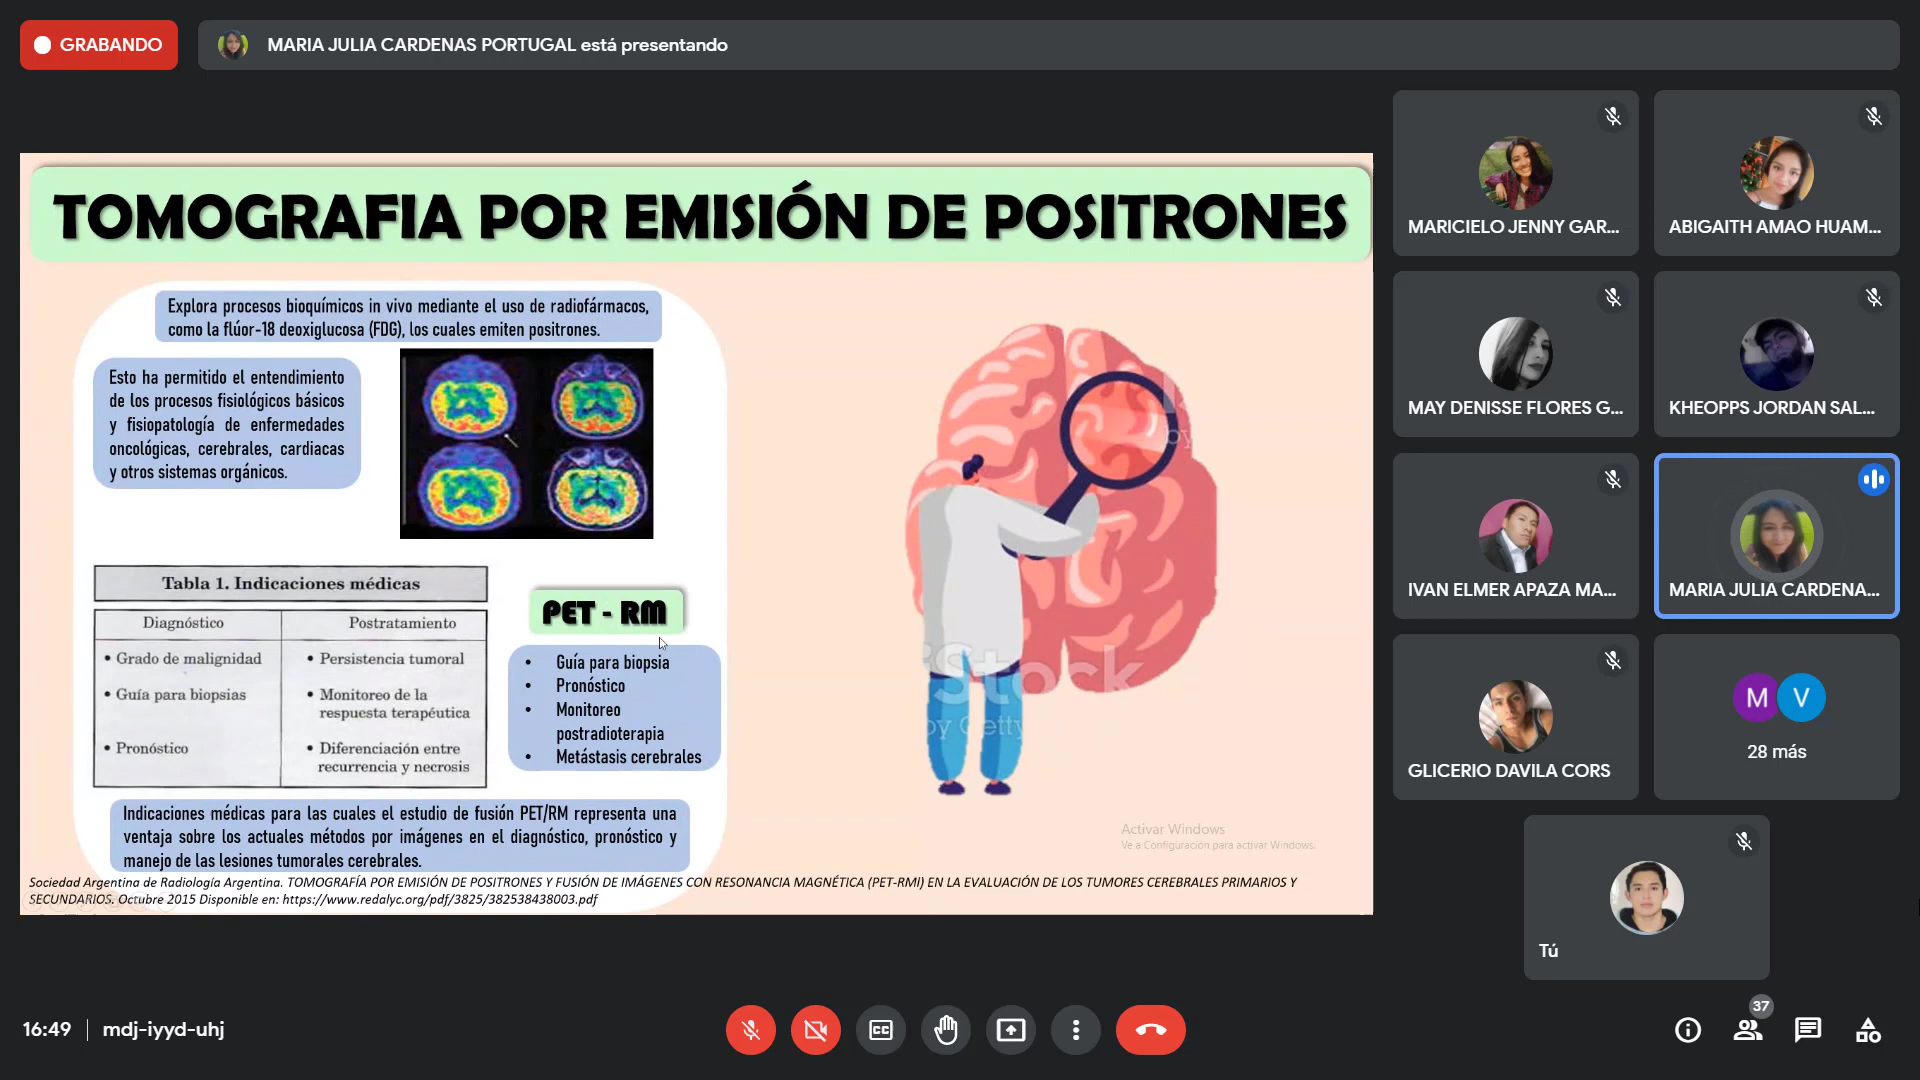 GRABANDO
MARIA JULIA CARDENAS PORTUGAL está presentando
TOMOGRAFIA POR EMISIÓN DE POSITRONES
Explora procesos bioquímicos in vivo mediante el uso de radiofármacos,
como la flúor-18 deoxiglucosa (FDG), los cuales emiten positrones.
Esto ha permitido el entendimiento
de los procesos fisiológicos básicos
y fisiopatología de enfermedades
oncológicas, cerebrales, cardiacas
y otros sistemas orgánicos.
Tabla 1. Indicaciones médicas
Diagnóstico
Postratamiento
• Grado de malignidad
• Persistencia tumoral
• Guía para biopsias
• Monitoreo de la
respuesta terapéutica
• Pronóstico
• Diferenciación entre
recurrencia y necrosis
PET - RM
• Guía para biopsia
• Pronóstico
• Monitoreo
postradioterapia
• Metástasis cerebrales
Indicaciones médicas para las cuales el estudio de fusión PET/RM representa una
ventaja sobre los actuales métodos por imágenes en el diagnóstico, pronóstico y
manejo de las lesiones tumorales cerebrales.
Sociedad Argentina de Radiología Argentina. TOMOGRAFÍA POR EMISIÓN DE POSITRONES Y FUSIÓN DE IMÁGENES CON RESONANCIA MAGNÉTICA (PET-RMI) EN LA EVALUACIÓN DE LOS TUMORES CEREBRALES PRIMARIOS Y
SECUNDARIOS. Octubre 2015 Disponible en: https://www.redalyc.org/pdf/3825/382538438003.pdf
by
iStock
by Getty
Activar Windows
Ve a Configuración para activar Windows.
MARICIELO JENNY GAR...
ABIGAITH AMAO HUAM...
MAY DENISSE FLORES G...
KHEOPPS JORDAN SAL...
IVAN ELMER APAZA MA...
MARIA JULIA CARDENA...
GLICERIO DAVILA CORS
M V
28 más
Tú
16:49
mdj-iyyd-uhj
CC
37